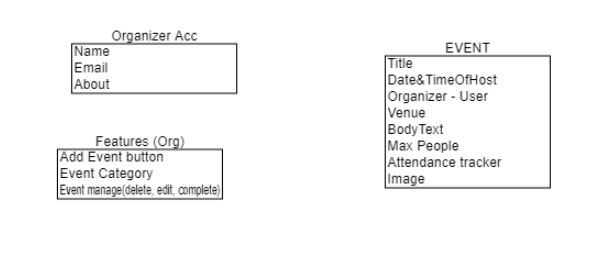 Organizer Acc
Name
Email
About
Features (Org)
Add Event button
Event Category
Event manage(delete, edit, complete)
EVENT
Title
Date&TimeOfHost
Organizer - User
Venue
BodyText
Max People
Attendance tracker
Image